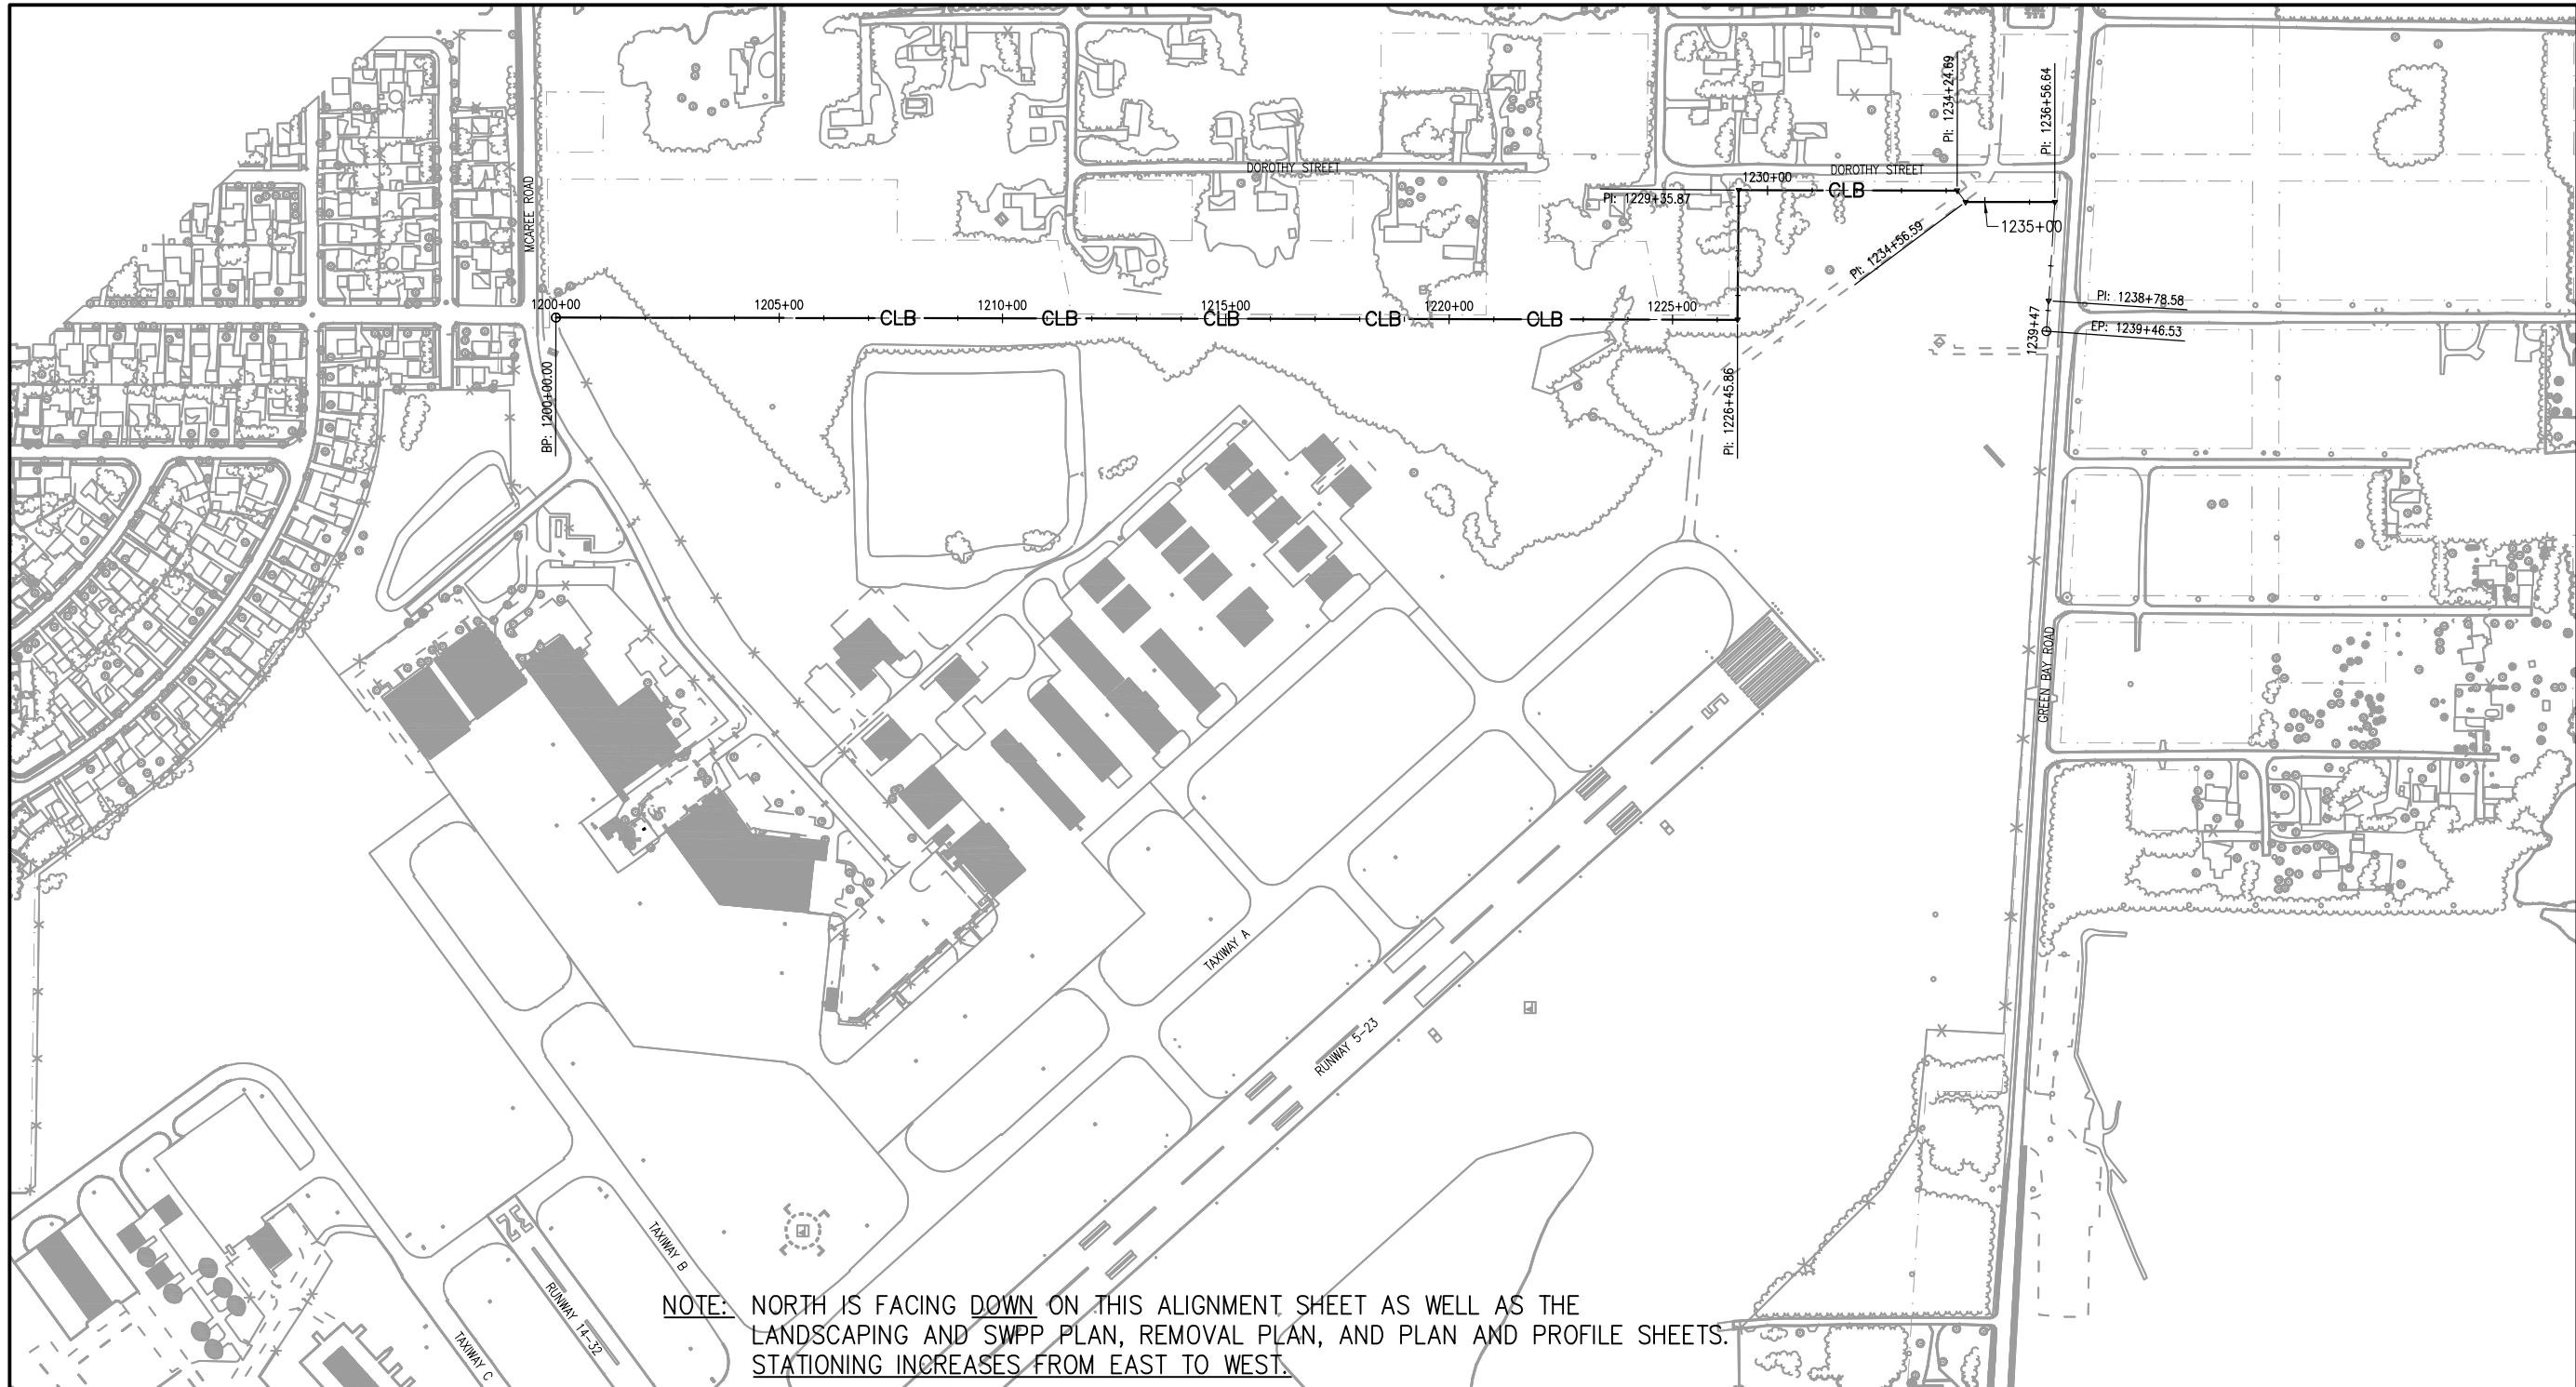 MCAREE ROAD
DOROTHY STREET
DOROTHY STREET
PI: 1234+24.69
PI: 1236+56.64
1230+00
PI: 1229+35.87
CLB
1235+00
PI: 1234+56.59
1200+00
1205+00
1210+00
1215+00
1220+00
1225+00
CLB
CLB
CLB
CLB
CLB
PI: 1238+78.58
EP: 1239+46.53
1239+47
BP: 1200+00.00
PI: 1226+45.86
GREEN BAY ROAD
5
TAXIWAY A
RUNWAY 5-23
TAXIWAY B
32
RUNWAY 14-32
TAXIWAY C
NOTE: NORTH IS FACING DOWN ON THIS ALIGNMENT SHEET AS WELL AS THE
LANDSCAPING AND SWPP PLAN, REMOVAL PLAN, AND PLAN AND PROFILE SHEETS.
STATIONING INCREASES FROM EAST TO WEST.